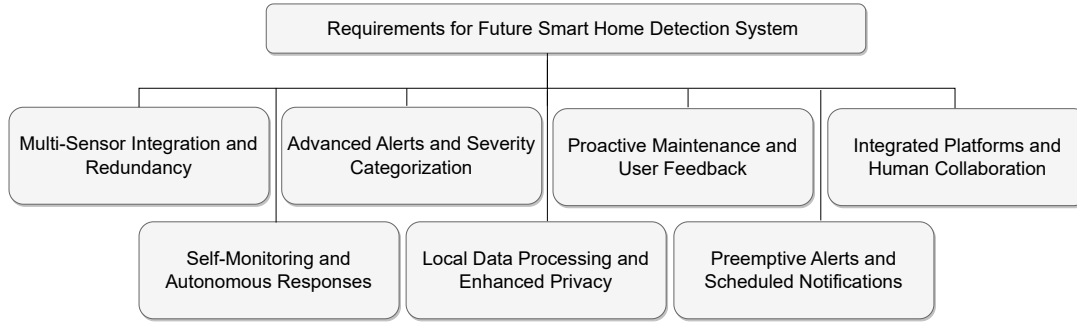 Requirements for Future Smart Home Detection System
Multi-Sensor Integration and
Redundancy
Advanced Alerts and Severity
Categorization
Proactive Maintenance and
User Feedback
Integrated Platforms and
Human Collaboration
Self-Monitoring and
Autonomous Responses
Local Data Processing and
Enhanced Privacy
Preemptive Alerts and
Scheduled Notifications